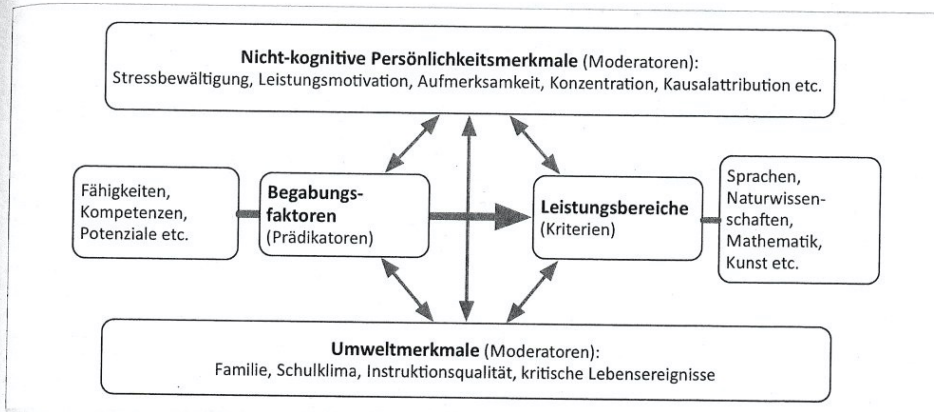 Nicht-kognitive Persönlichkeitsmerkmale (Moderatoren):
Stressbewältigung, Leistungsmotivation, Aufmerksamkeit, Konzentration, Kausalattribution etc.
Fähigkeiten,
Kompetenzen,
Potenziale etc.
Begabungs-
faktoren
(Prädikatoren)
Leistungsbereiche
(Kriterien)
Sprachen,
Naturwissen-
schaften,
Mathematik,
Kunst etc.
Umweltmerkmale (Moderatoren):
Familie, Schulklima, Instruktionsqualität, kritische Lebensereignisse